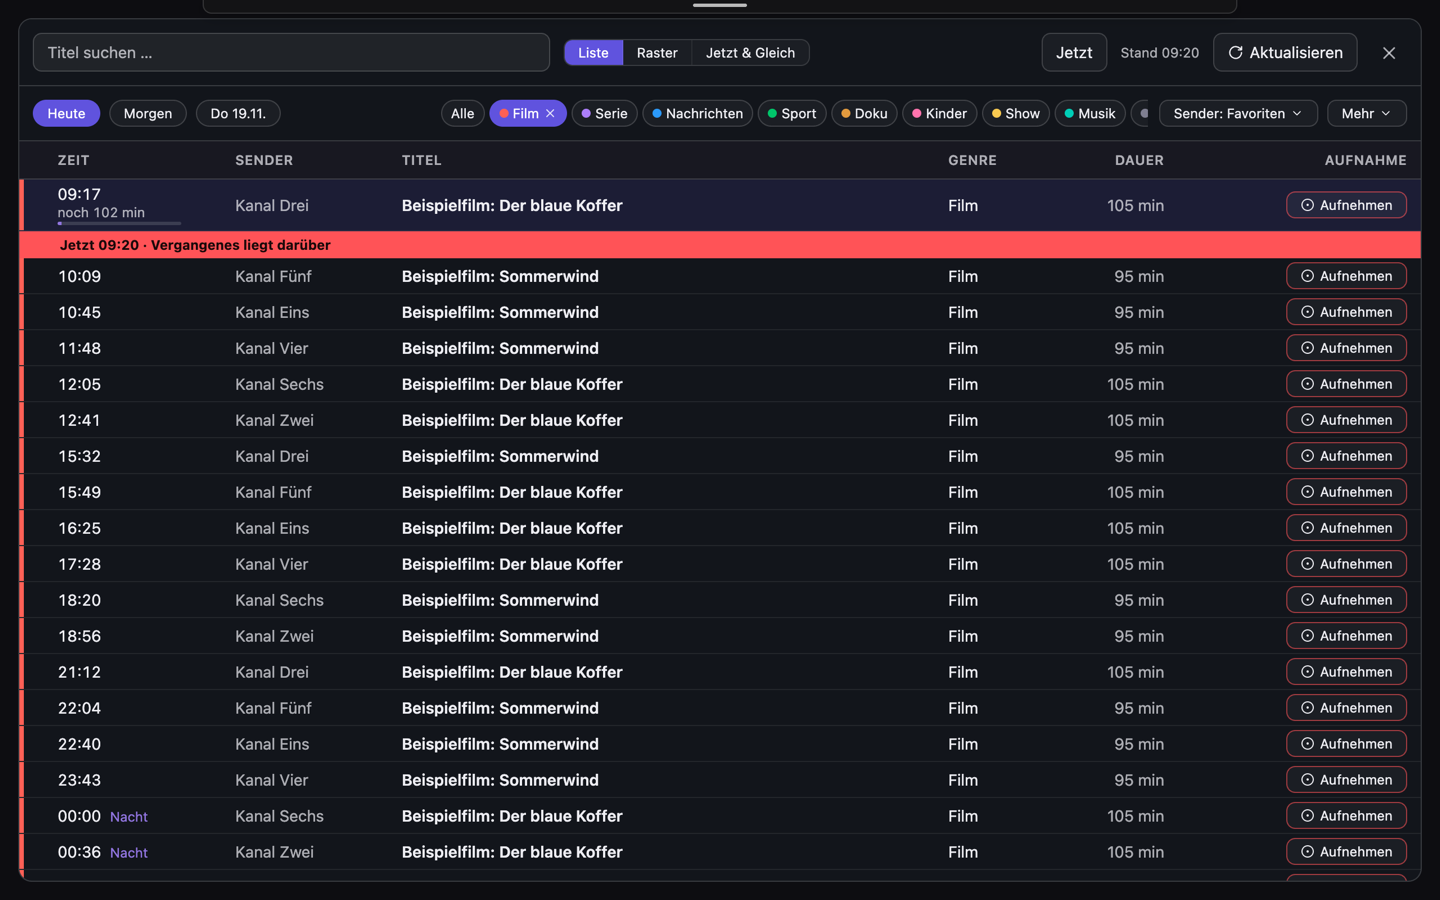 Titel suchen ...
Liste Raster Jetzt & Gleich
Jetzt Stand 09:20 Aktualisieren
Heute Morgen Do 19.11.
Alle Film Serie Nachrichten Sport Doku Kinder Show Musik
Sender: Favoriten Mehr
ZEIT SENDER TITEL GENRE DAUER AUFNAHME
09:17 Kanal Drei Beispielfilm: Der blaue Koffer Film 105 min Aufnehmen
noch 102 min
Jetzt 09:20 · Vergangenes liegt darüber
10:09 Kanal Fünf Beispielfilm: Sommerwind Film 95 min Aufnehmen
10:45 Kanal Eins Beispielfilm: Sommerwind Film 95 min Aufnehmen
11:48 Kanal Vier Beispielfilm: Sommerwind Film 95 min Aufnehmen
12:05 Kanal Sechs Beispielfilm: Der blaue Koffer Film 105 min Aufnehmen
12:41 Kanal Zwei Beispielfilm: Der blaue Koffer Film 105 min Aufnehmen
15:32 Kanal Drei Beispielfilm: Sommerwind Film 95 min Aufnehmen
15:49 Kanal Fünf Beispielfilm: Der blaue Koffer Film 105 min Aufnehmen
16:25 Kanal Eins Beispielfilm: Der blaue Koffer Film 105 min Aufnehmen
17:28 Kanal Vier Beispielfilm: Der blaue Koffer Film 105 min Aufnehmen
18:20 Kanal Sechs Beispielfilm: Sommerwind Film 95 min Aufnehmen
18:56 Kanal Zwei Beispielfilm: Sommerwind Film 95 min Aufnehmen
21:12 Kanal Drei Beispielfilm: Der blaue Koffer Film 105 min Aufnehmen
22:04 Kanal Fünf Beispielfilm: Sommerwind Film 95 min Aufnehmen
22:40 Kanal Eins Beispielfilm: Sommerwind Film 95 min Aufnehmen
23:43 Kanal Vier Beispielfilm: Sommerwind Film 95 min Aufnehmen
00:00 Nacht Kanal Sechs Beispielfilm: Der blaue Koffer Film 105 min Aufnehmen
00:36 Nacht Kanal Zwei Beispielfilm: Der blaue Koffer Film 105 min Aufnehmen